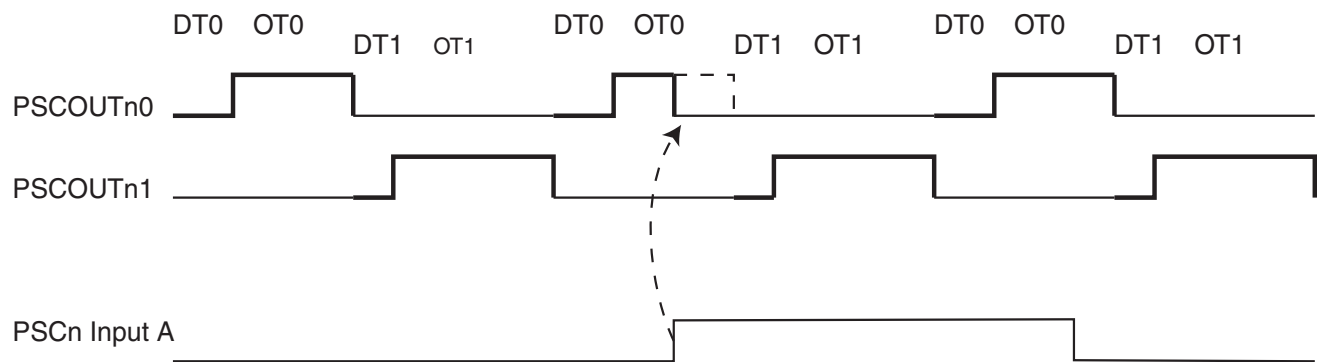 DT0 OT0 DT0 OT0 DT0 OT0
DT1 OT1 DT1 OT1 DT1 OT1
PSCOUTn0
PSCOUTn1
PSCn Input A